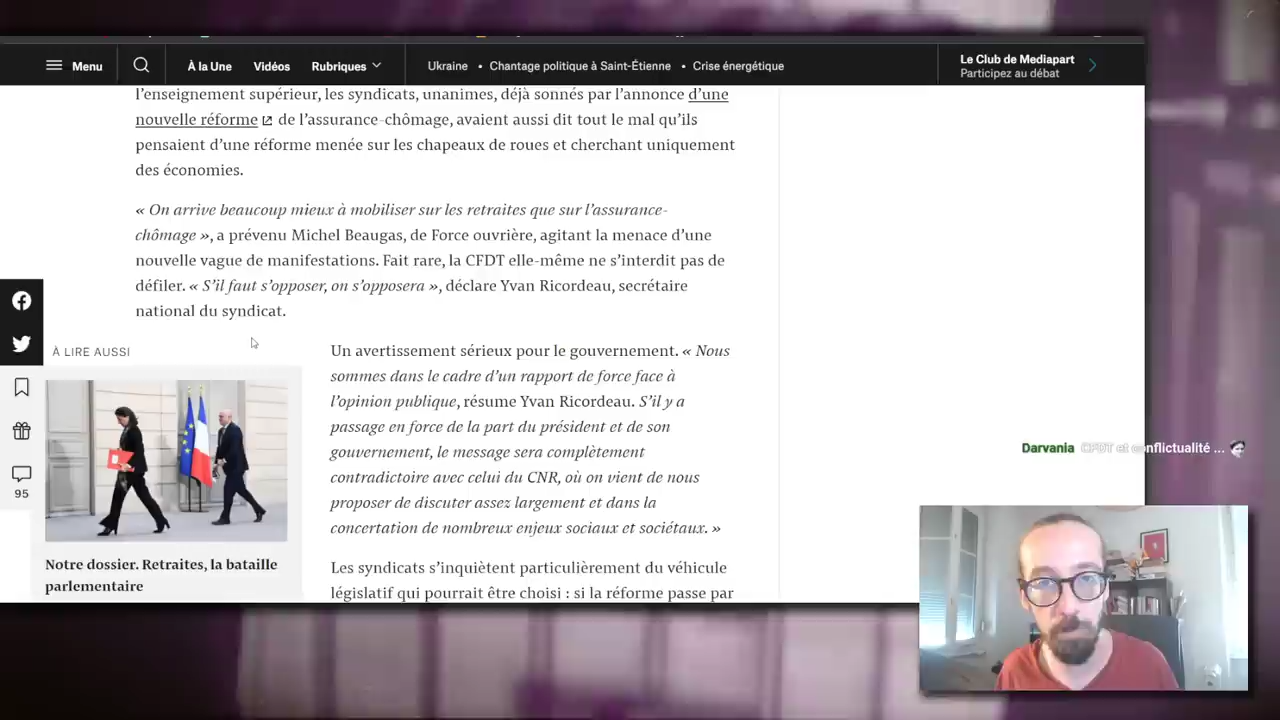 Menu
À la Une
Vidéos
Rubriques
Ukraine • Chantage politique à Saint-Étienne • Crise énergétique
Le Club de Mediapart
Participez au débat
l’enseignement supérieur, les syndicats, unanimes, déjà sonnés par l’annonce d’une
nouvelle réforme de l’assurance-chômage, avaient aussi dit tout le mal qu’ils
pensaient d’une réforme menée sur les chapeaux de roues et cherchant uniquement
des économies.
« On arrive beaucoup mieux à mobiliser sur les retraites que sur l’assurance-
chômage », a prévenu Michel Beaugas, de Force ouvrière, agitant la menace d’une
nouvelle vague de manifestations. Fait rare, la CFDT elle-même ne s’interdit pas de
défiler. « S’il faut s’opposer, on s’opposera », déclare Yvan Ricordeau, secrétaire
national du syndicat.
À LIRE AUSSI
95
Notre dossier. Retraites, la bataille
parlementaire
Un avertissement sérieux pour le gouvernement. « Nous
sommes dans le cadre d’un rapport de force face à
l’opinion publique, résume Yvan Ricordeau. S’il y a
passage en force de la part du président et de son
gouvernement, le message sera complètement
contradictoire avec celui du CNR, où on vient de nous
proposer de discuter assez largement et dans la
concertation de nombreux enjeux sociaux et sociétaux. »
Les syndicats s’inquiètent particulièrement du véhicule
législatif qui pourrait être choisi : si la réforme passe par
Darvania CFDT et conflictualité ...